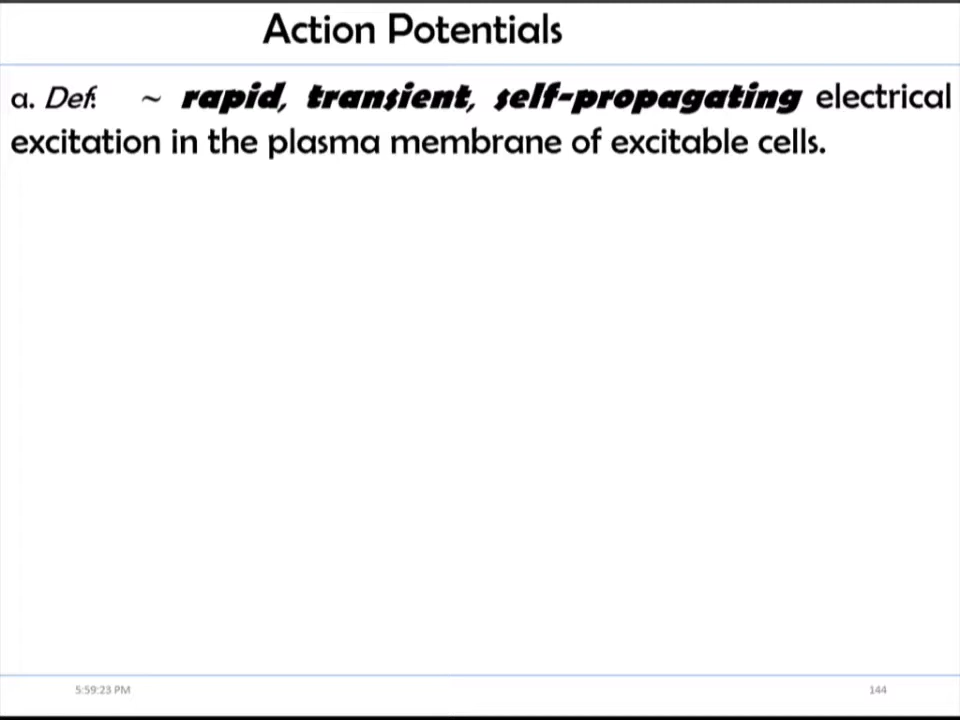 Action Potentials
a. Def: ~ rapid, transient, self-propagating electrical
excitation in the plasma membrane of excitable cells.
5:59:23 PM
144